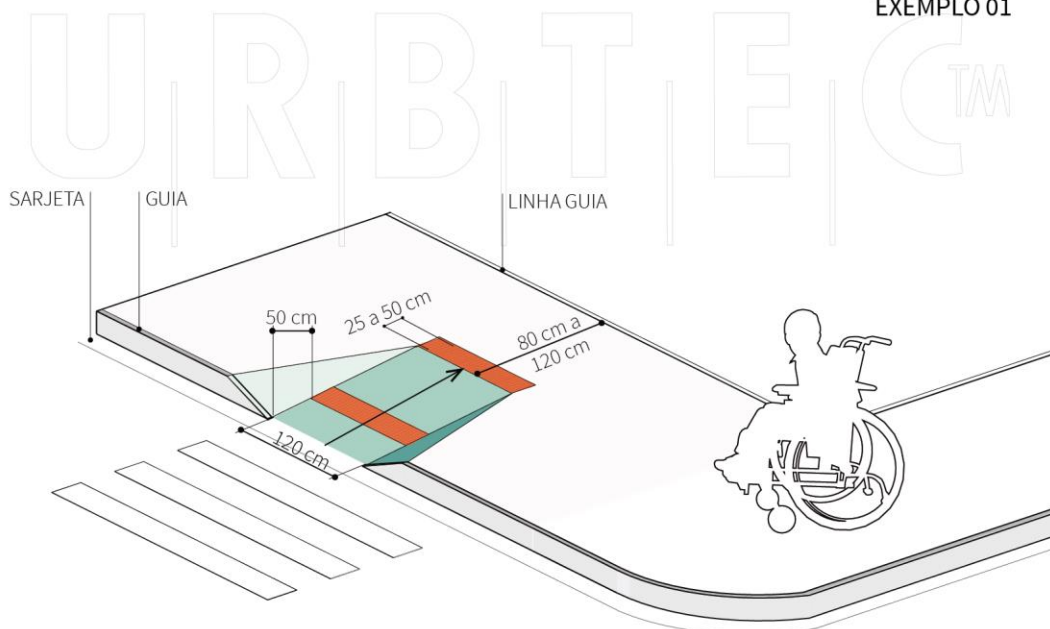 EXEMPLO 01
URBTEC™
SARJETA
GUIA
LINHA GUIA
50 cm
25 a 50 cm
80 cm a
120 cm
120 cm